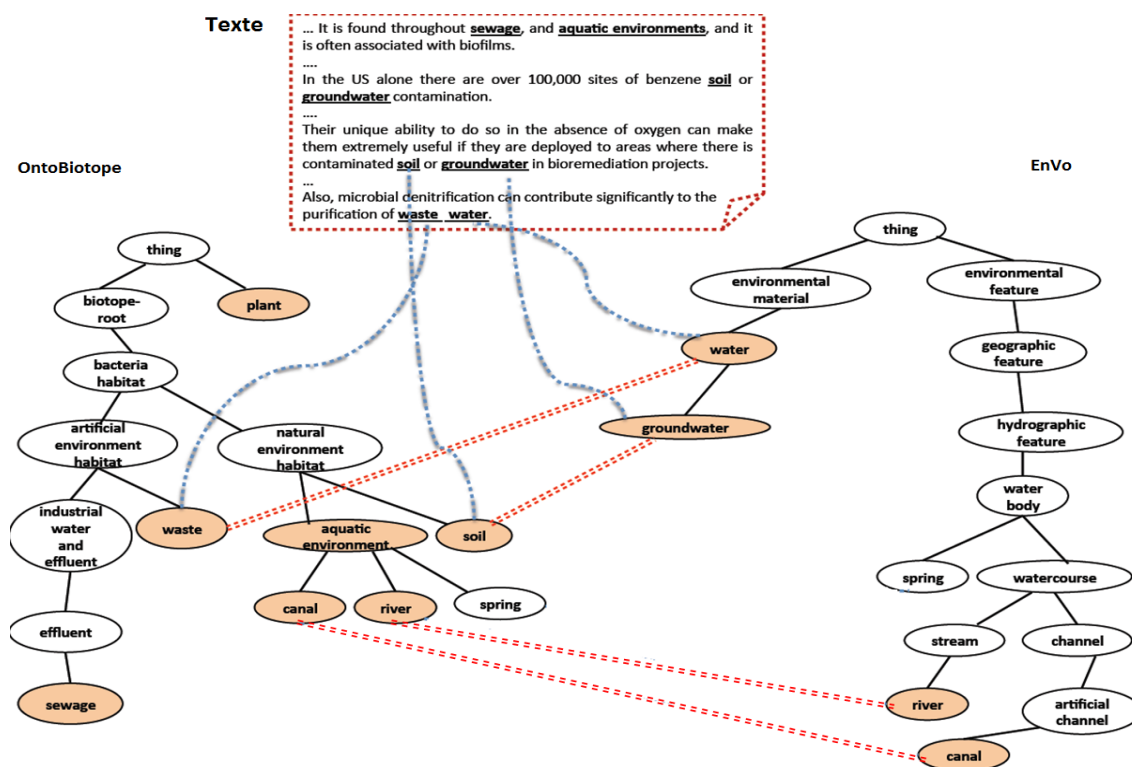 Texte
... It is found throughout sewage, and aquatic environments, and it
is often associated with biofilms.
....
In the US alone there are over 100,000 sites of benzene soil or
groundwater contamination.
....
Their unique ability to do so in the absence of oxygen can make
them extremely useful if they are deployed to areas where there is
contaminated soil or groundwater in bioremediation projects.
...
Also, microbial denitrification can contribute significantly to the
purification of waste water.
OntoBiotope
thing
biotope-
root
plant
bacteria
habitat
artificial
environment
habitat
natural
environment
habitat
industrial
water
and
effluent
waste
aquatic
environment
soil
canal
river
spring
effluent
sewage
EnVo
thing
environmental
material
environmental
feature
water
geographic
feature
groundwater
hydrographic
feature
water
body
spring
watercourse
stream
channel
river
artificial
channel
canal